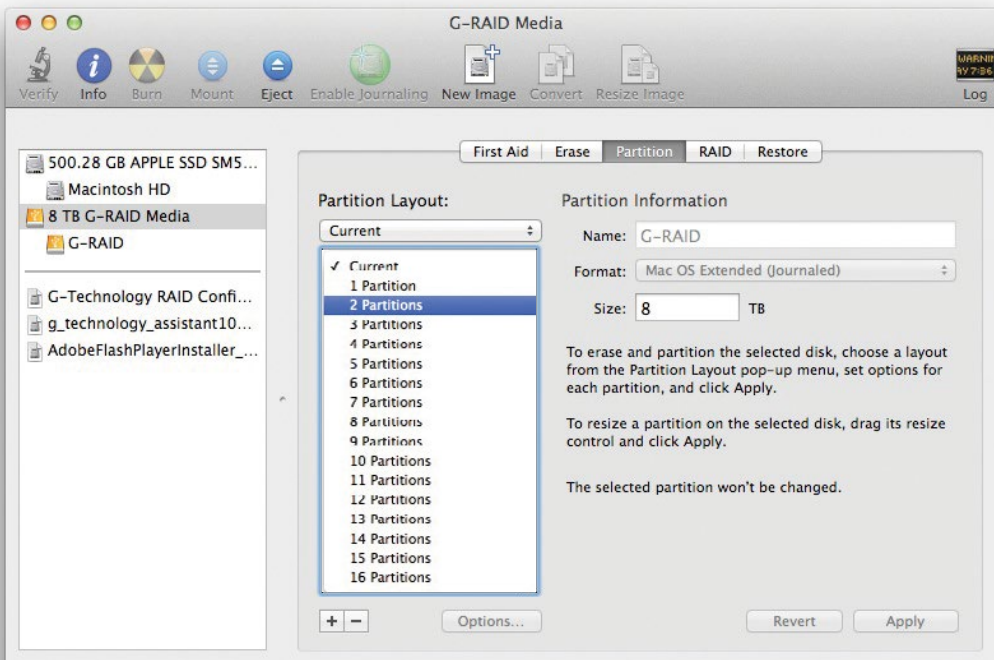 G-RAID Media
Verify
Info
Burn
Mount
Eject
Enable Journaling
New Image
Convert
Resize Image
WARNIN
AY 7:36
Log
500.28 GB APPLE SSD SM5...
Macintosh HD
8 TB G-RAID Media
G-RAID
G-Technology RAID Confi...
g_technology_assistant10...
AdobeFlashPlayerInstaller_...
First Aid
Erase
Partition
RAID
Restore
Partition Layout:
Current
✓ Current
1 Partition
2 Partitions
3 Partitions
4 Partitions
5 Partitions
6 Partitions
7 Partitions
8 Partitions
9 Partitions
10 Partitions
11 Partitions
12 Partitions
13 Partitions
14 Partitions
15 Partitions
16 Partitions
+ −
Options...
Partition Information
Name: G-RAID
Format: Mac OS Extended (Journaled)
Size: 8 TB
To erase and partition the selected disk, choose a layout
from the Partition Layout pop-up menu, set options for
each partition, and click Apply.
To resize a partition on the selected disk, drag its resize
control and click Apply.
The selected partition won't be changed.
Revert
Apply